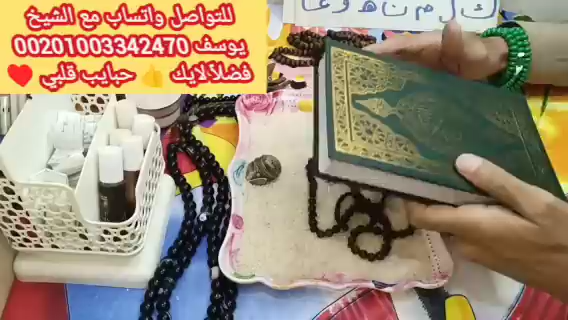 للتواصل واتساب مع الشيخ
يوسف 00201003342470
فضلاًلايك 👍 حبايب قلبي ♥